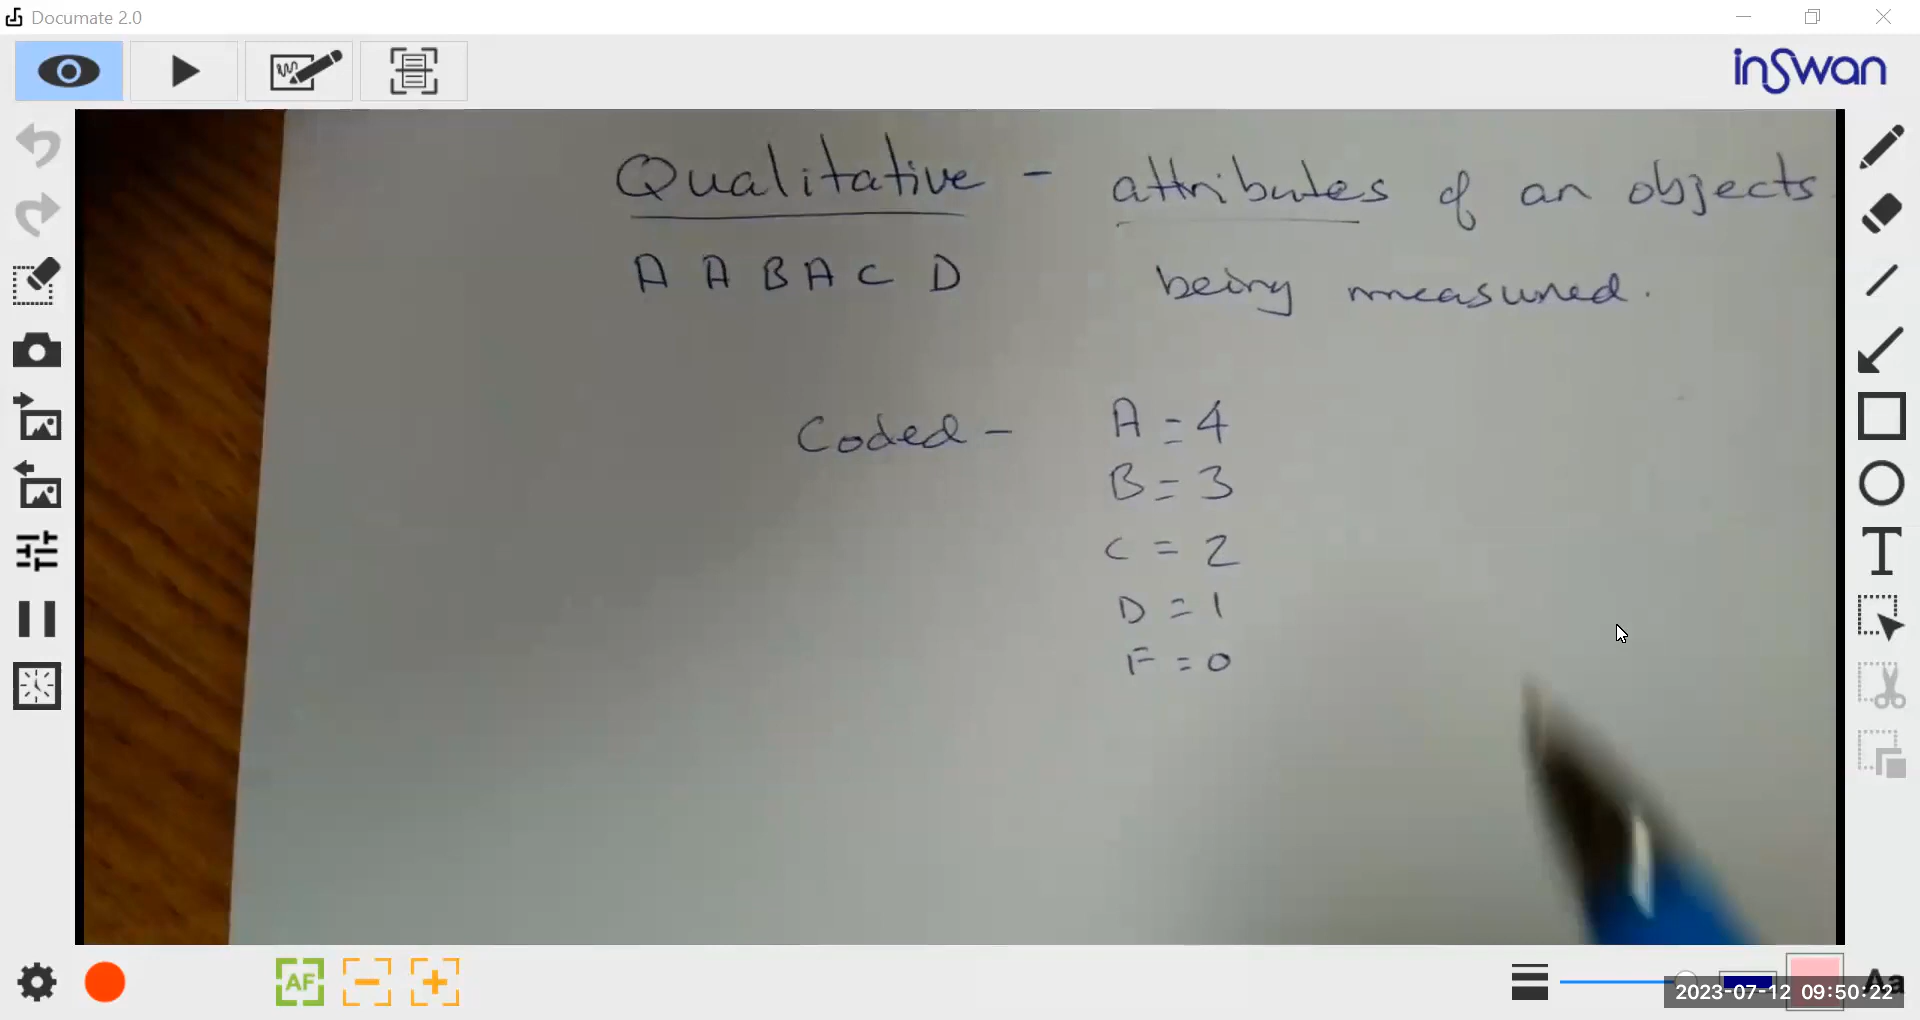 Documate 2.0
inSwan
Qualitative - attributes of an objects
A A B A C D being measured.
Coded - A = 4
B = 3
C = 2
D = 1
F = 0
T
AF
Aa
2023-07-12 09:50:22